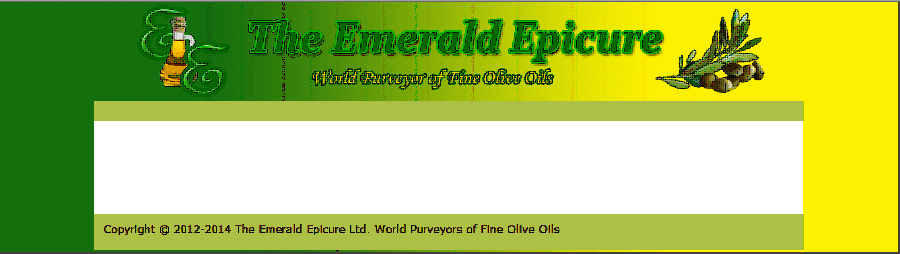 EE
The Emerald Epicure
World Purveyor of Fine Olive Oils
Copyright © 2012-2014 The Emerald Epicure Ltd. World Purveyors of Fine Olive Oils